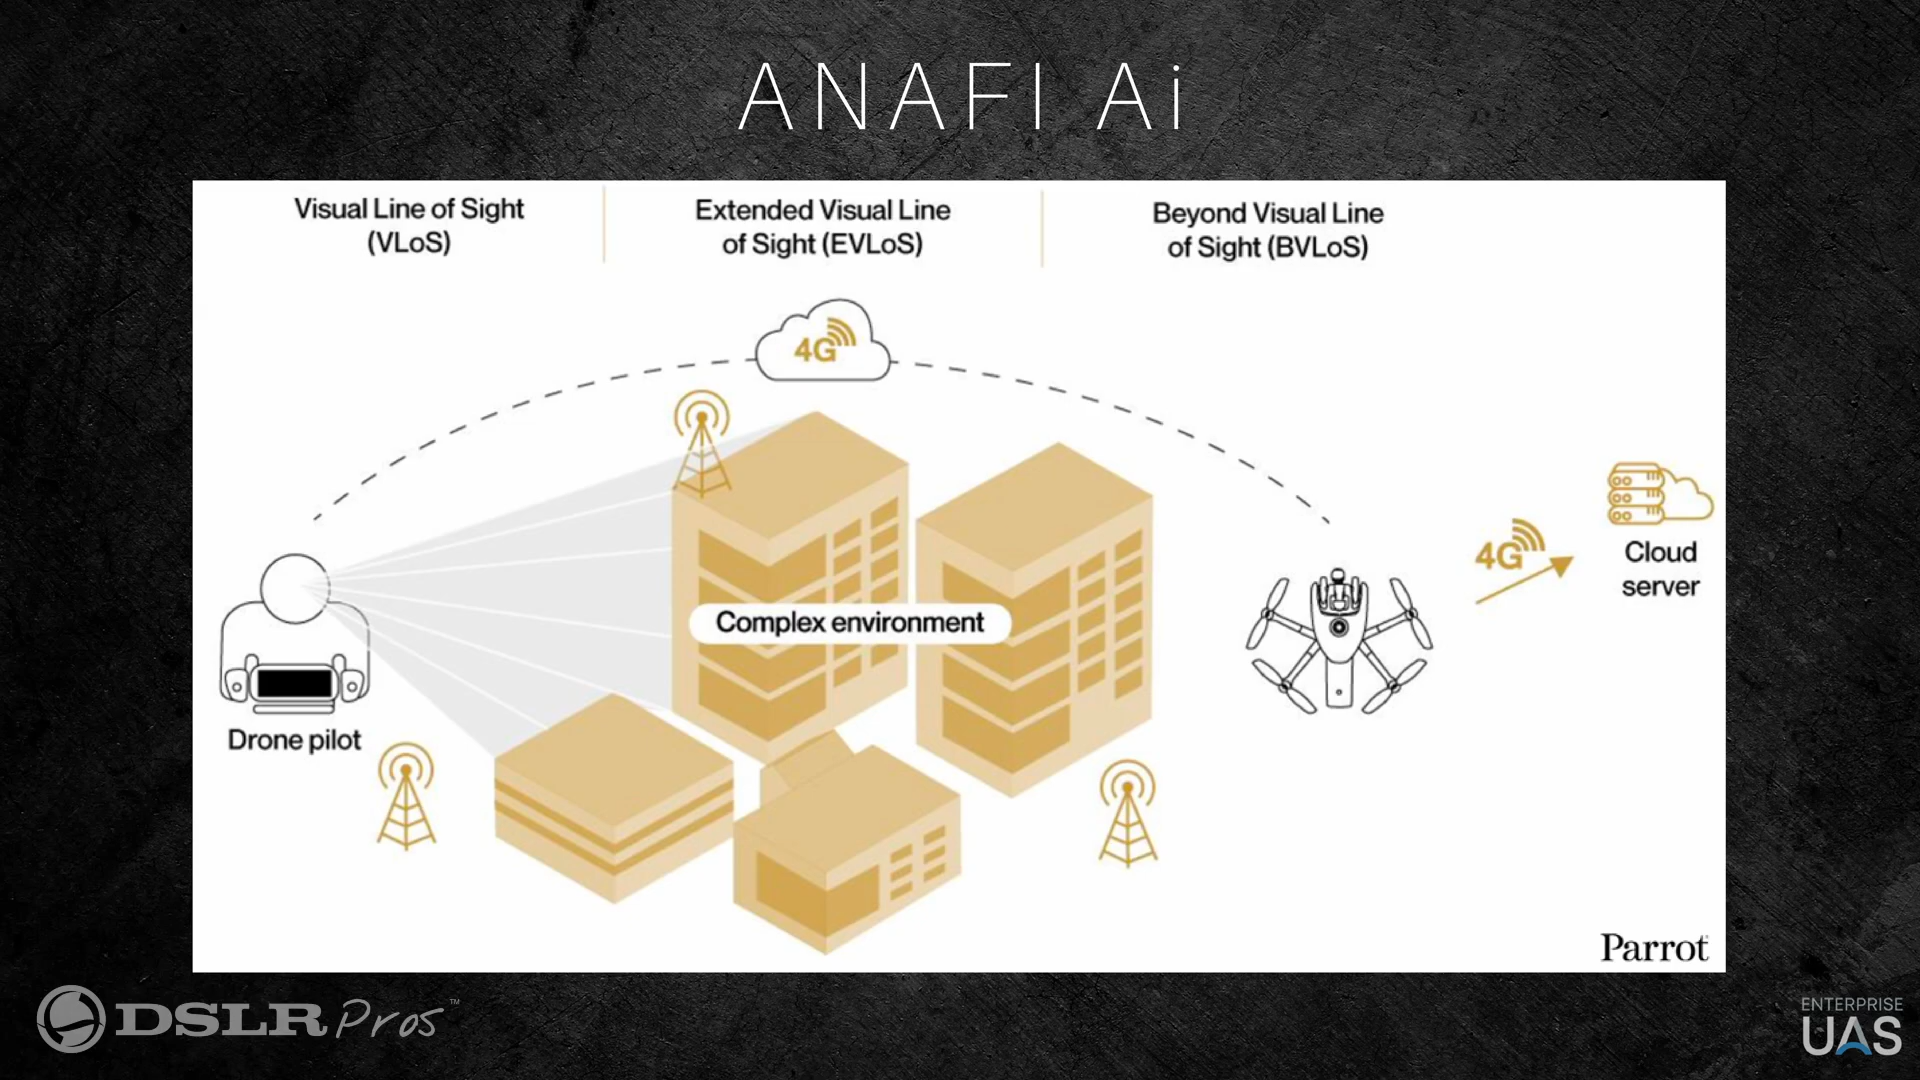 ANAFI Ai
Visual Line of Sight
(VLoS)
Extended Visual Line
of Sight (EVLoS)
Beyond Visual Line
of Sight (BVLoS)
4G
4G
Cloud
server
Complex environment
Drone pilot
Parrot
DSLR Pros™
ENTERPRISE
UAS